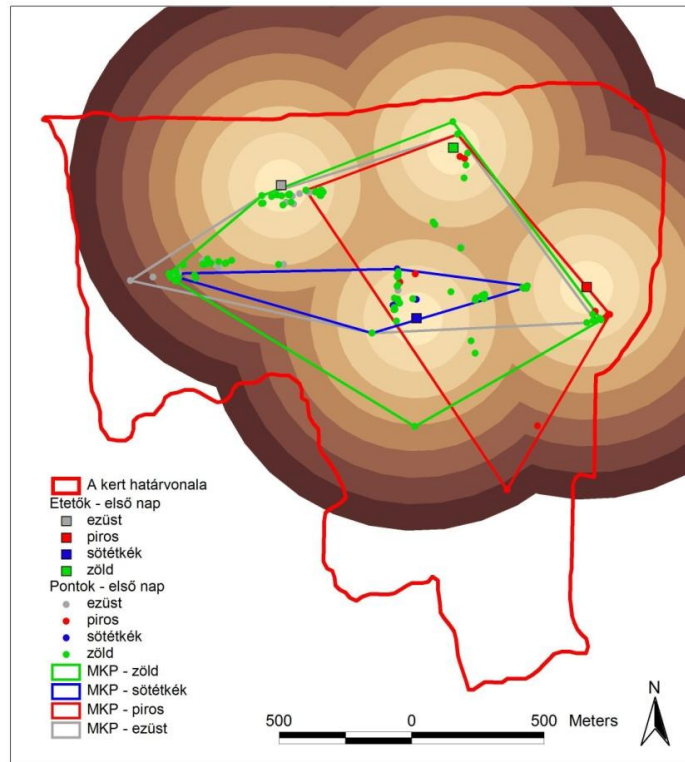 A kert határvonala
Etetők - első nap
ezüst
piros
sötétkék
zöld
Pontok - első nap
ezüst
piros
sötétkék
zöld
MKP - zöld
MKP - sötétkék
MKP - piros
MKP - ezüst
N
500 0 500 Meters